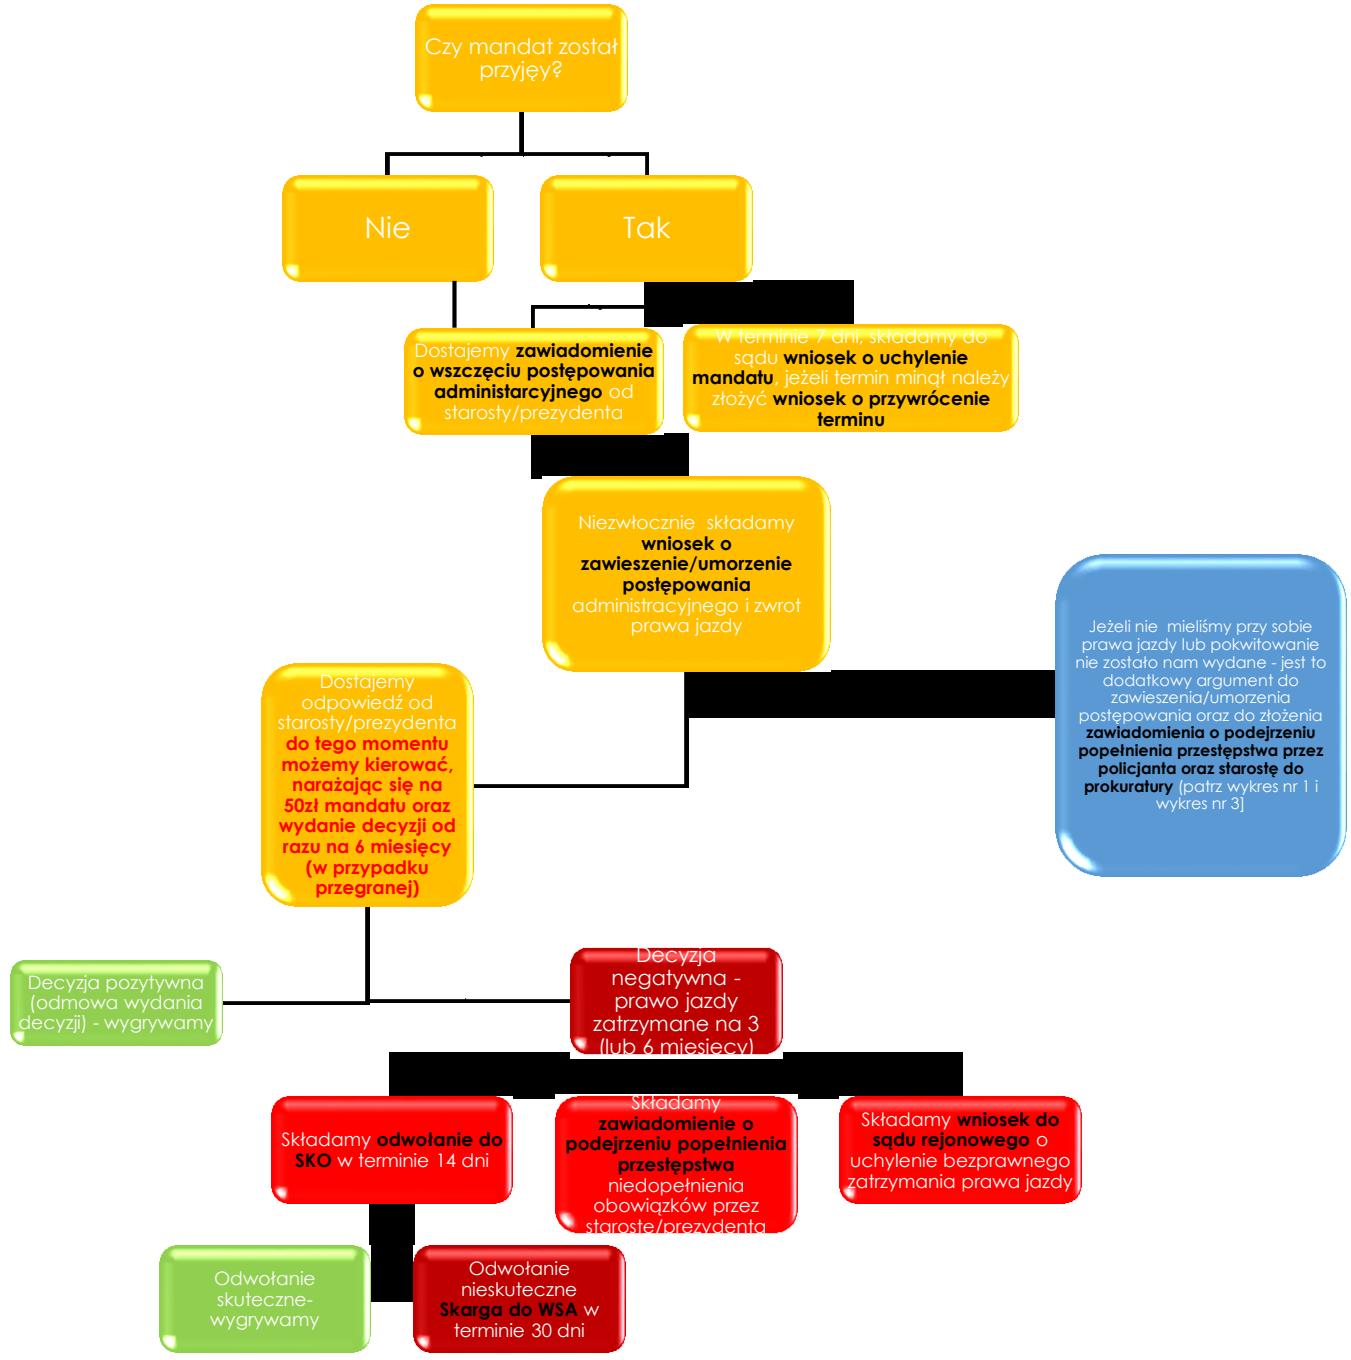 Czy mandat został
przyjęy?
Nie
Tak
Dostajemy zawiadomienie
o wszczęciu postępowania
administarcyjnego od
starosty/prezydenta
W terminie 7 dni, składamy do
sądu wniosek o uchylenie
mandatu, jeżeli termin minął należy
złożyć wniosek o przywrócenie
terminu
Niezwłocznie składamy
wniosek o
zawieszenie/umorzenie
postępowania
administracyjnego i zwrot
prawa jazdy
Jeżeli nie mieliśmy przy sobie
prawa jazdy lub pokwitowanie
nie zostało nam wydane - jest to
dodatkowy argument do
zawieszenia/umorzenia
postępowania oraz do złożenia
zawiadomienia o podejrzeniu
popełnienia przestępstwa przez
policjanta oraz starostę do
prokuratury (patrz wykres nr 1 i
wykres nr 3]
Dostajemy
odpowiedź od
starosty/prezydenta
do tego momentu
możemy kierować,
narażając się na
50zł mandatu oraz
wydanie decyzji od
razu na 6 miesięcy
(w przypadku
przegranej)
Decyzja pozytywna
(odmowa wydania
decyzji) - wygrywamy
Decyzja
negatywna -
prawo jazdy
zatrzymane na 3
(lub 6 miesięcy)
Składamy odwołanie do
SKO w terminie 14 dni
Składamy
zawiadomienie o
podejrzeniu popełnienia
przestępstwa
niedopełnienia
obowiązków przez
starostę/prezydenta
Składamy wniosek do
sądu rejonowego o
uchylenie bezprawnego
zatrzymania prawa jazdy
Odwołanie
skuteczne-
wygrywamy
Odwołanie
nieskuteczne
Skarga do WSA w
terminie 30 dni